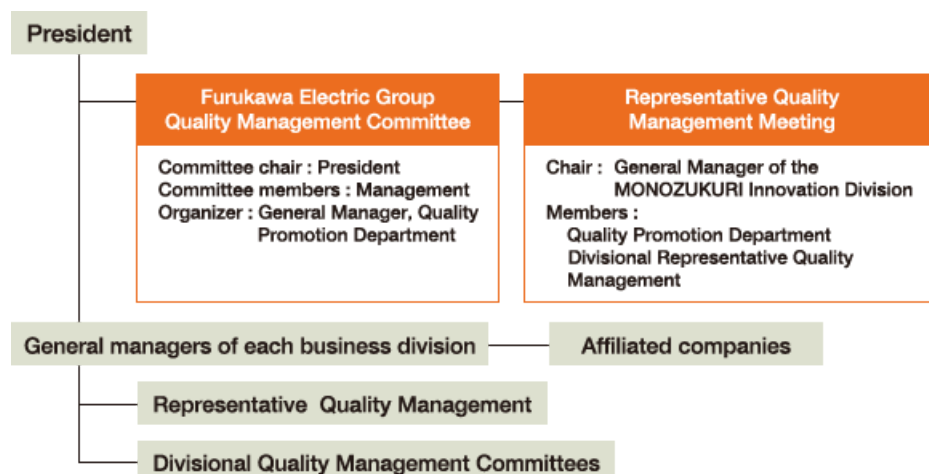 President
Furukawa Electric Group
Quality Management Committee
Committee chair : President
Committee members : Management
Organizer : General Manager, Quality
Promotion Department
Representative Quality
Management Meeting
Chair : General Manager of the
MONOZUKURI Innovation Division
Members :
Quality Promotion Department
Divisional Representative Quality
Management
General managers of each business division
Affiliated companies
Representative Quality Management
Divisional Quality Management Committees